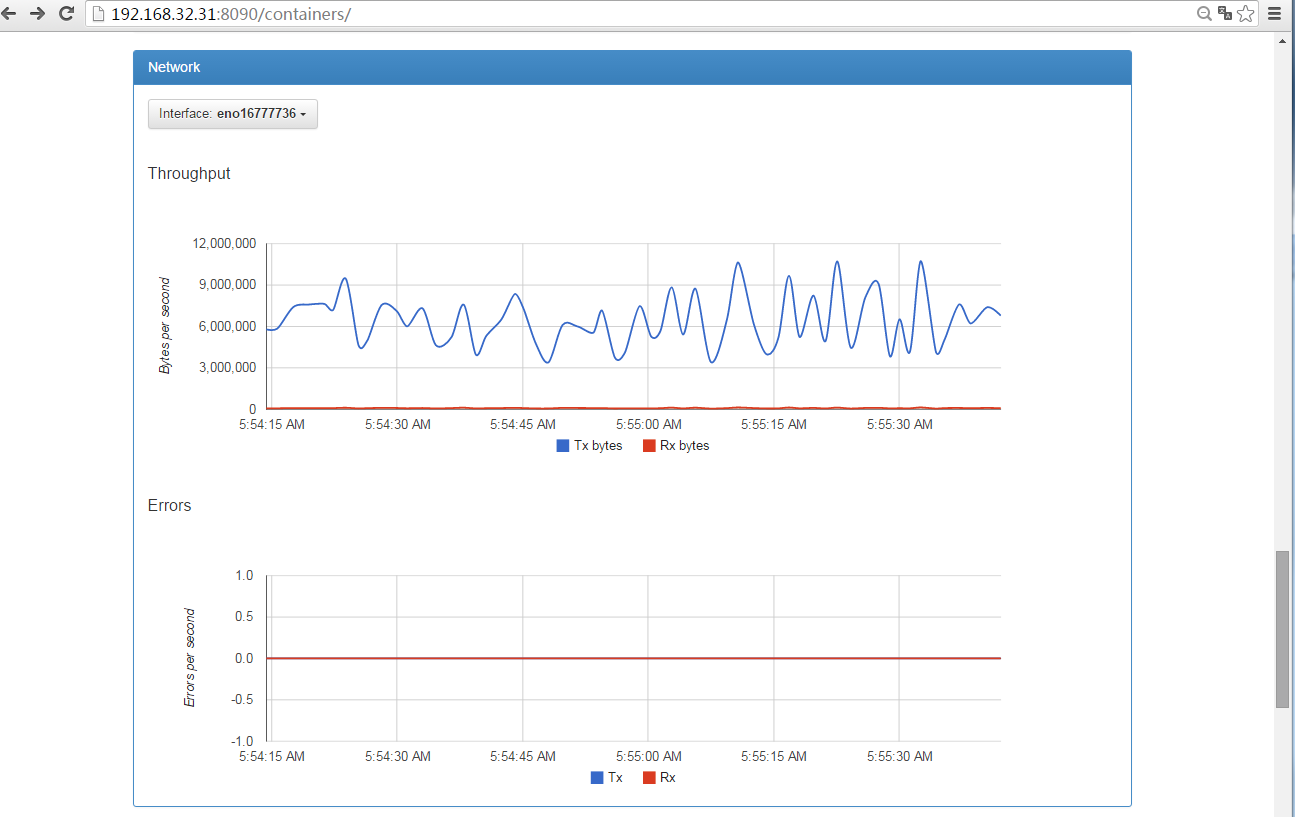 192.168.32.31:8090/containers/
Network
Interface: eno16777736
Throughput
12,000,000
9,000,000
6,000,000
3,000,000
0
Bytes per second
5:54:15 AM 5:54:30 AM 5:54:45 AM 5:55:00 AM 5:55:15 AM 5:55:30 AM
Tx bytes Rx bytes
Errors
1.0
0.5
0.0
-0.5
-1.0
Errors per second
5:54:15 AM 5:54:30 AM 5:54:45 AM 5:55:00 AM 5:55:15 AM 5:55:30 AM
Tx Rx